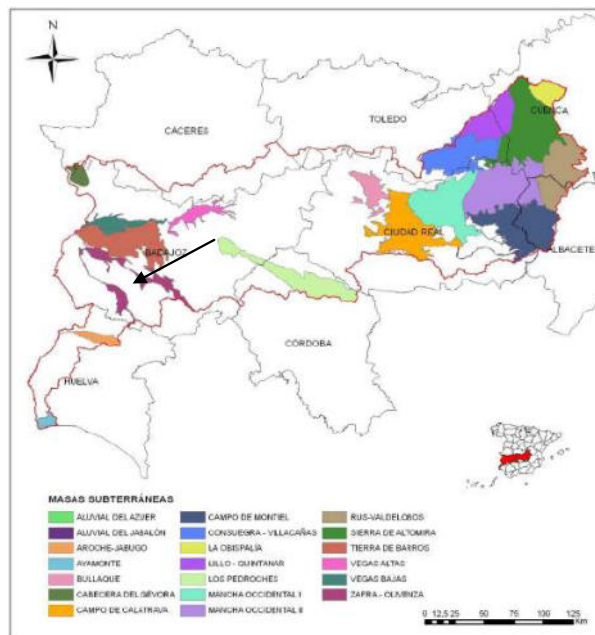 N
CÁCERES
TOLEDO
CUENCA
BADAJOZ
CIUDAD REAL
ALBACETE
CÓRDOBA
HUELVA
MASAS SUBTERRÁNEAS
ALUVIAL DEL AZUER
ALUVIAL DEL JABALÓN
AROCHE-JABUGO
AYAMONTE
BULLAQUE
CABECERA DEL GÉVORA
CAMPO DE CALATRAVA
CAMPO DE MONTIEL
CONSUEGRA - VILLACAÑAS
LA OBISPALÍA
LILLO - QUINTANAR
LOS PEDROCHES
MANCHA OCCIDENTAL I
MANCHA OCCIDENTAL II
RUS-VALDELOBOS
SIERRA DE ALTOMIRA
TIERRA DE BARROS
VEGAS ALTAS
VEGAS BAJAS
ZAFRA - OLIVENZA
0 12,5 25 50 75 100 125
Km